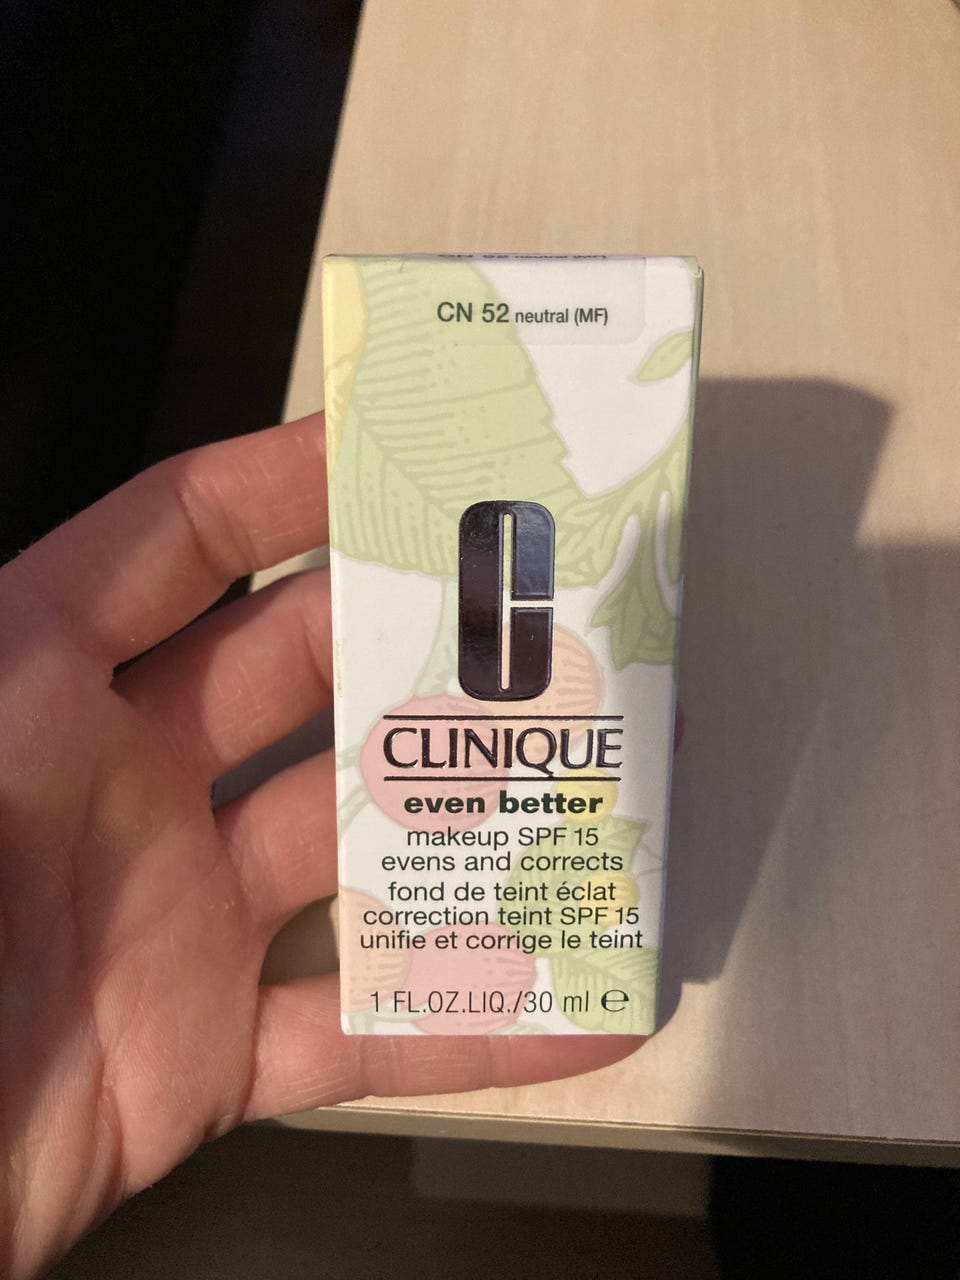 CN 52 neutral (MF)
CLINIQUE
even better
makeup SPF 15
evens and corrects
fond de teint éclat
correction teint SPF 15
unifie et corrige le teint
1 FL.OZ.LIQ./30 ml ℮